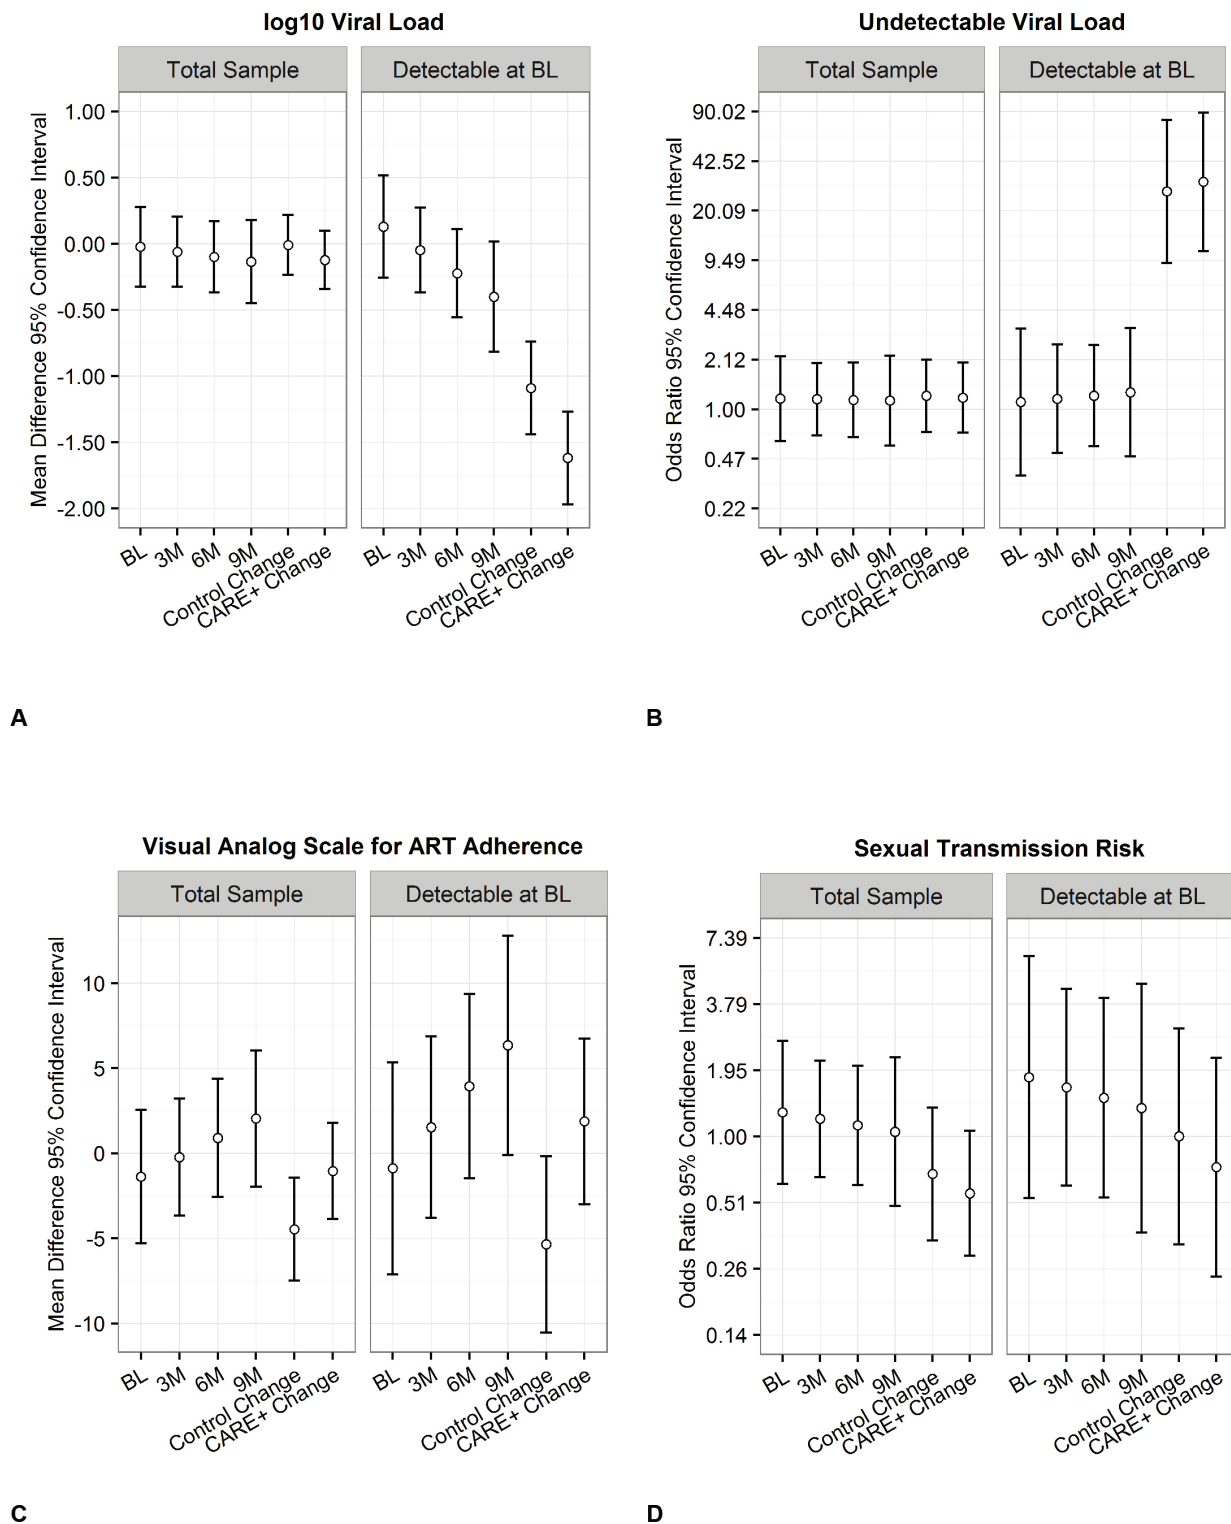 log10 Viral Load
Total Sample
Detectable at BL
Mean Difference 95% Confidence Interval
1.00
0.50
0.00
-0.50
-1.00
-1.50
-2.00
BL
3M
6M
9M
Control Change
CARE+ Change
BL
3M
6M
9M
Control Change
CARE+ Change
A
Undetectable Viral Load
Total Sample
Detectable at BL
Odds Ratio 95% Confidence Interval
90.02
42.52
20.09
9.49
4.48
2.12
1.00
0.47
0.22
BL
3M
6M
9M
Control Change
CARE+ Change
BL
3M
6M
9M
Control Change
CARE+ Change
B
Visual Analog Scale for ART Adherence
Total Sample
Detectable at BL
Mean Difference 95% Confidence Interval
10
5
0
-5
-10
BL
3M
6M
9M
Control Change
CARE+ Change
BL
3M
6M
9M
Control Change
CARE+ Change
C
Sexual Transmission Risk
Total Sample
Detectable at BL
Odds Ratio 95% Confidence Interval
7.39
3.79
1.95
1.00
0.51
0.26
0.14
BL
3M
6M
9M
Control Change
CARE+ Change
BL
3M
6M
9M
Control Change
CARE+ Change
D